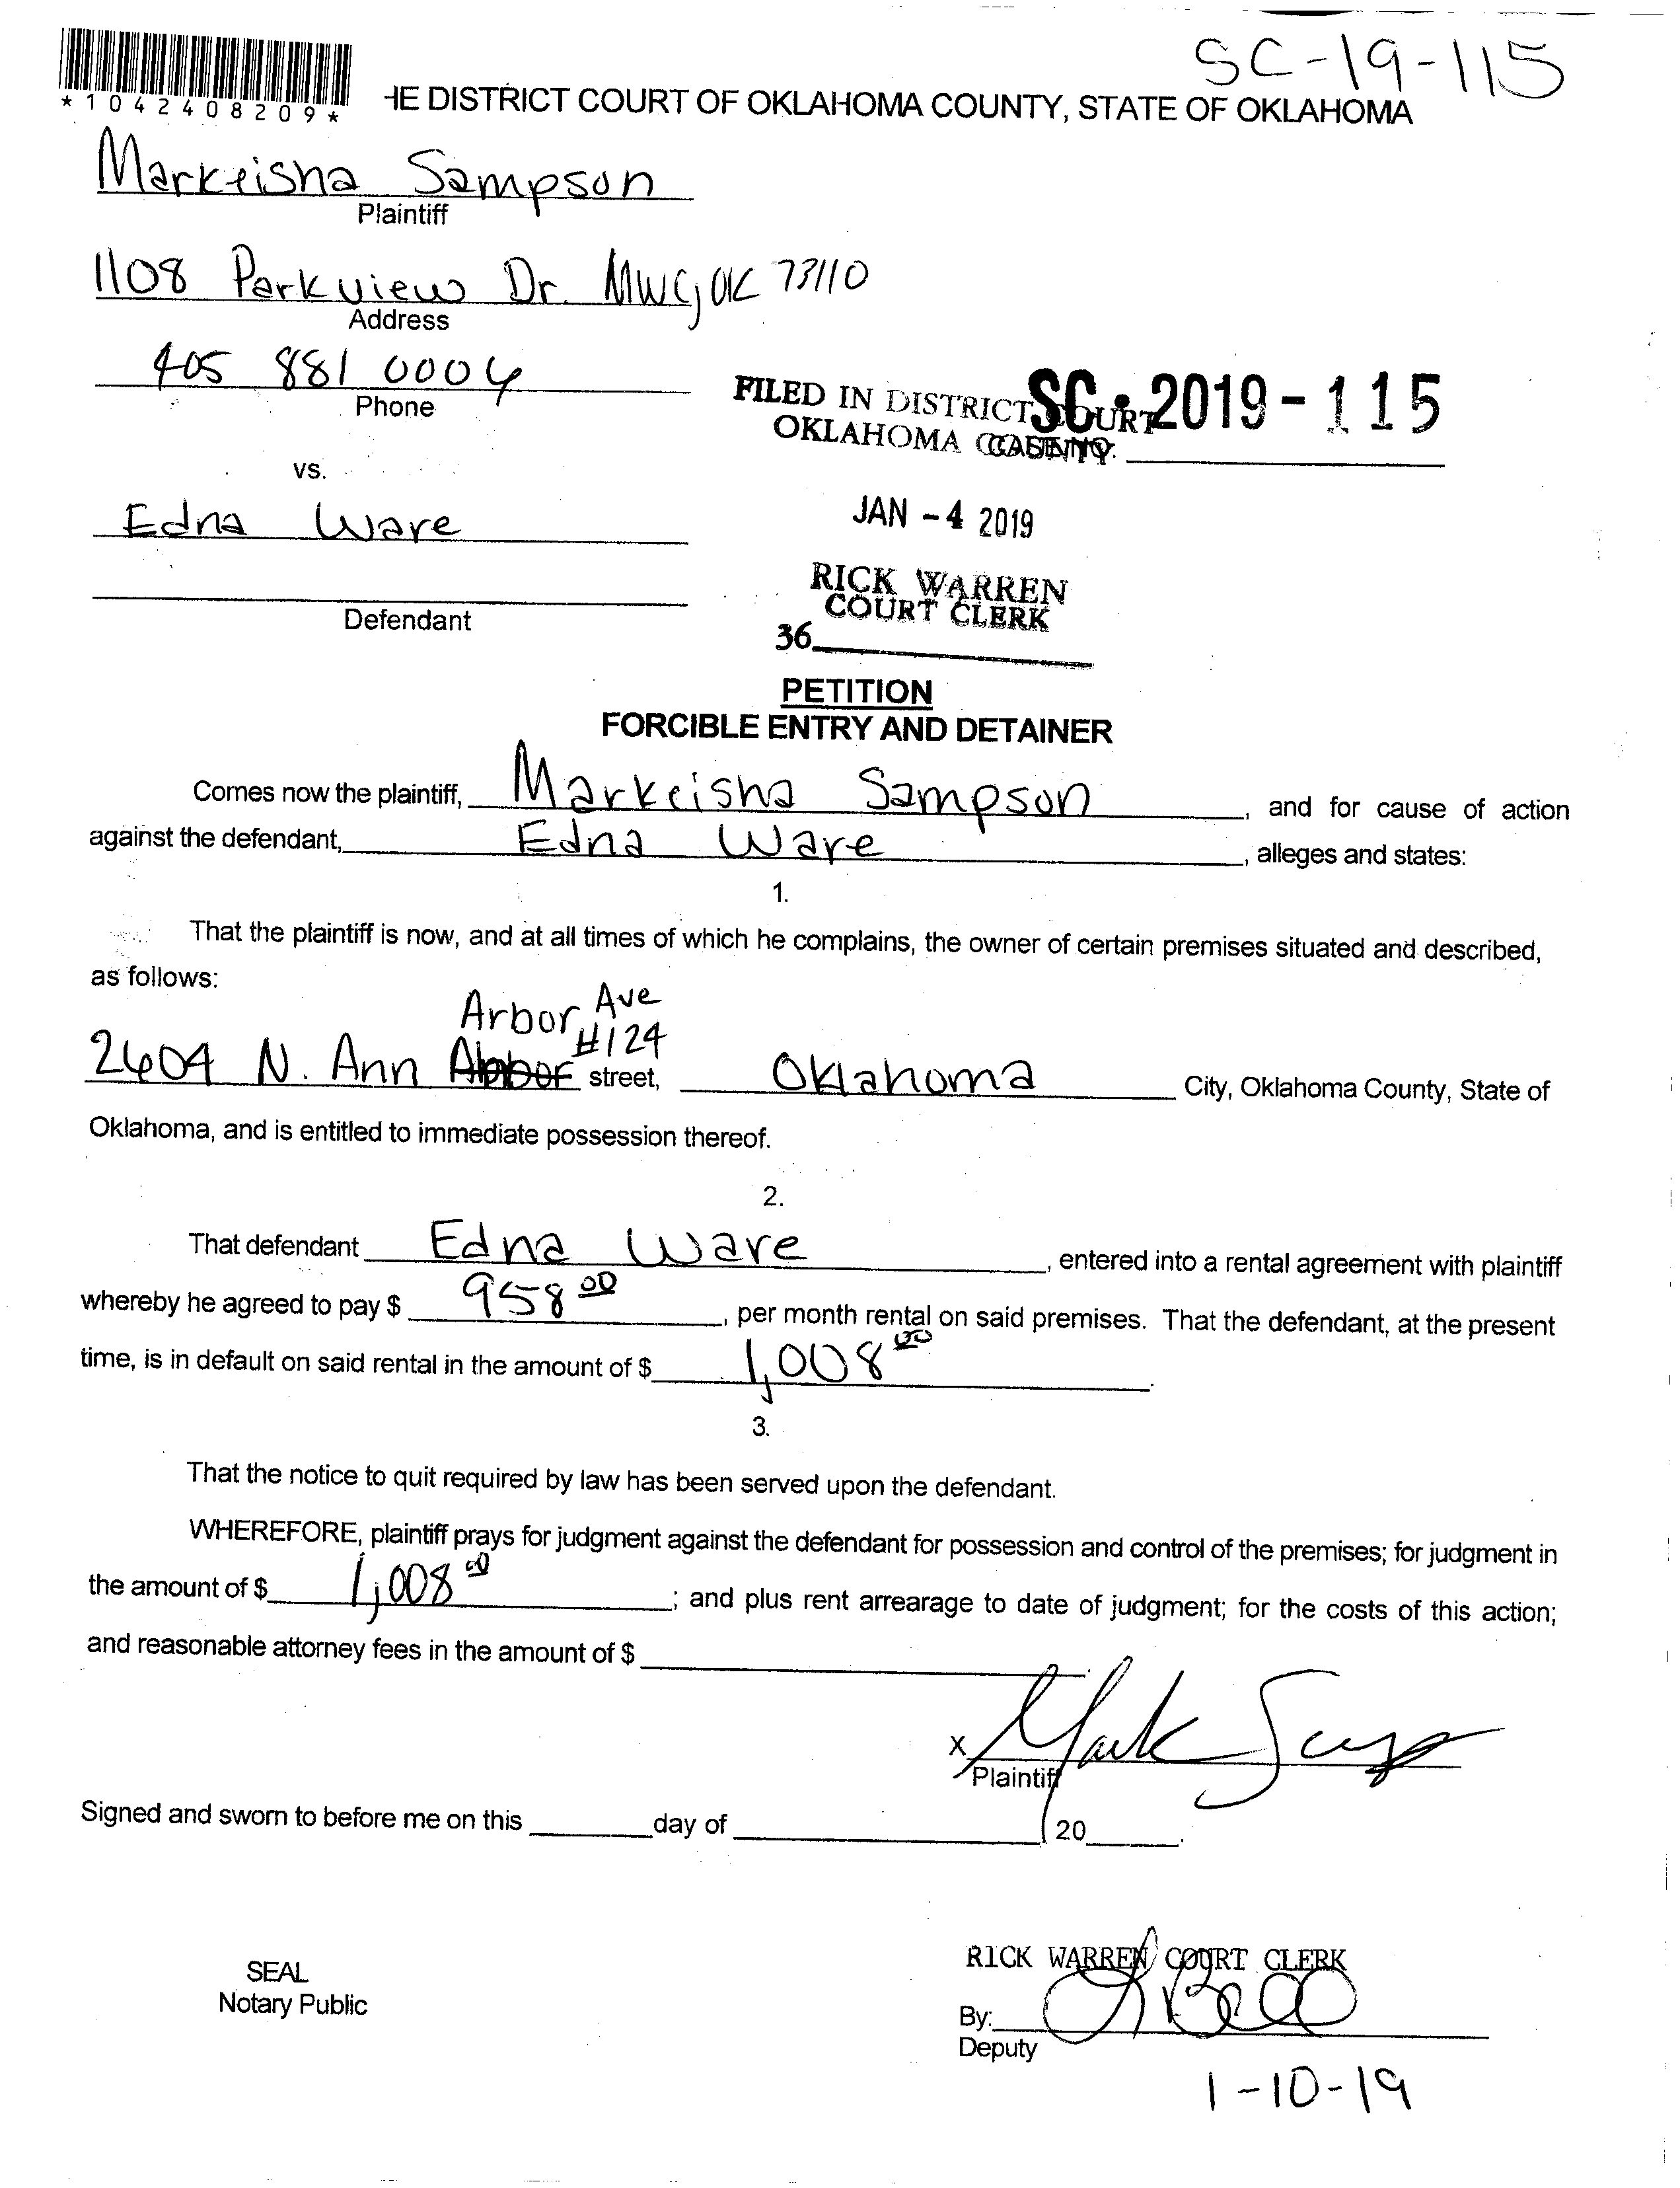 SC-19-115
*1042408209*
HE DISTRICT COURT OF OKLAHOMA COUNTY, STATE OF OKLAHOMA
Markeisha Sampson
Plaintiff
1108 Parkview Dr. MWC, OK 73110
Address
405 881 0004
Phone
FILED IN DISTRICT COURT
OKLAHOMA COUNTY
SC-2019-115
CASE NO.
vs.
JAN -4 2019
Edna Ware
RICK WARREN
COURT CLERK
Defendant
36
PETITION
FORCIBLE ENTRY AND DETAINER
Comes now the plaintiff, Markeisha Sampson, and for cause of action
against the defendant, Edna Ware, alleges and states:
1.
That the plaintiff is now, and at all times of which he complains, the owner of certain premises situated and described,
as follows:
Arbor Ave
#124
2604 N. Ann street, Oklahoma City, Oklahoma County, State of
Oklahoma, and is entitled to immediate possession thereof.
2.
That defendant Edna Ware, entered into a rental agreement with plaintiff
whereby he agreed to pay $ 958 00, per month rental on said premises. That the defendant, at the present
time, is in default on said rental in the amount of $ 1,008 00.
3.
That the notice to quit required by law has been served upon the defendant.
WHEREFORE, plaintiff prays for judgment against the defendant for possession and control of the premises; for judgment in
the amount of $ 1,008 00; and plus rent arrearage to date of judgment; for the costs of this action;
and reasonable attorney fees in the amount of $
X
Plaintiff
Signed and sworn to before me on this day of 20.
RICK WARREN COURT CLERK
SEAL
Notary Public
By:
Deputy
1-10-19